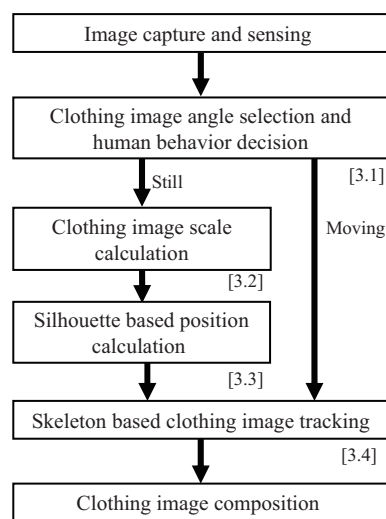 Image capture and sensing
Clothing image angle selection and
human behavior decision
[3.1]
Still
Moving
Clothing image scale
calculation
[3.2]
Silhouette based position
calculation
[3.3]
Skeleton based clothing image tracking
[3.4]
Clothing image composition